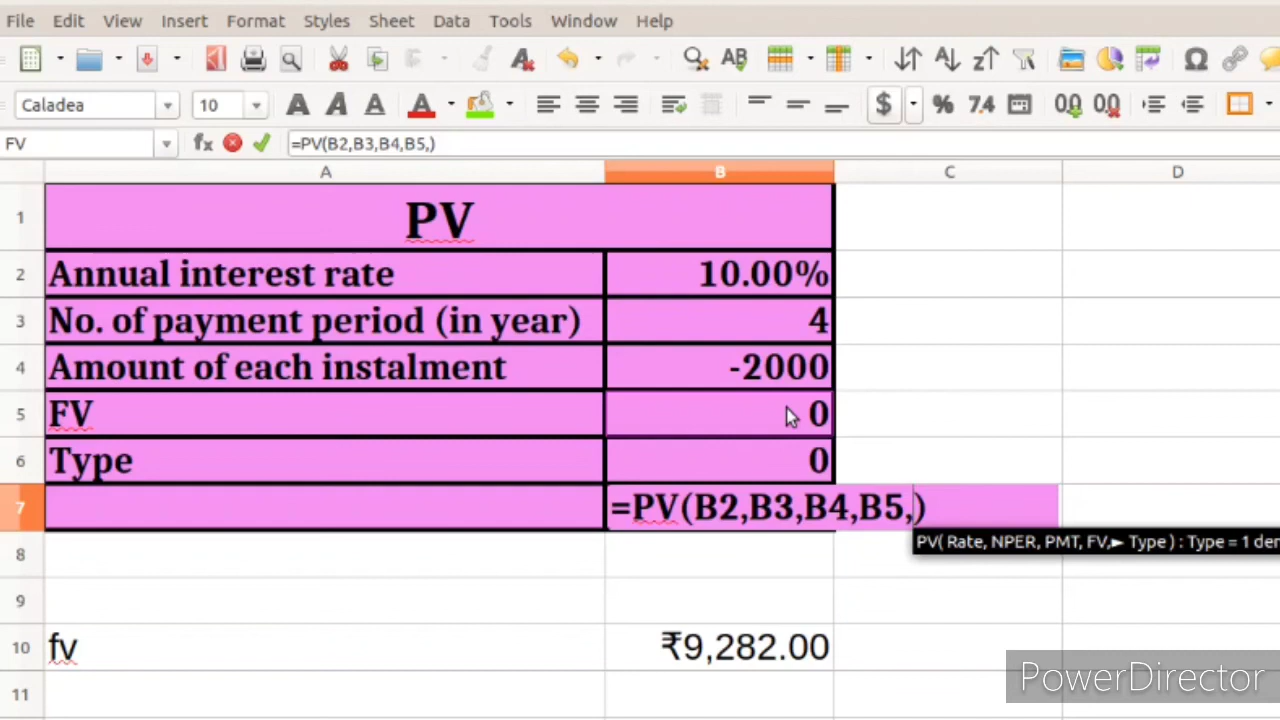 File Edit View Insert Format Styles Sheet Data Tools Window Help
Caladea 10
FV =PV(B2,B3,B4,B5,)
A B C D
1 PV
2 Annual interest rate 10.00%
3 No. of payment period (in year) 4
4 Amount of each instalment -2000
5 FV 0
6 Type 0
7 =PV(B2,B3,B4,B5,)
PV( Rate, NPER, PMT, FV,► Type ) : Type = 1 den
8
9
10 fv ₹9,282.00
11
PowerDirector